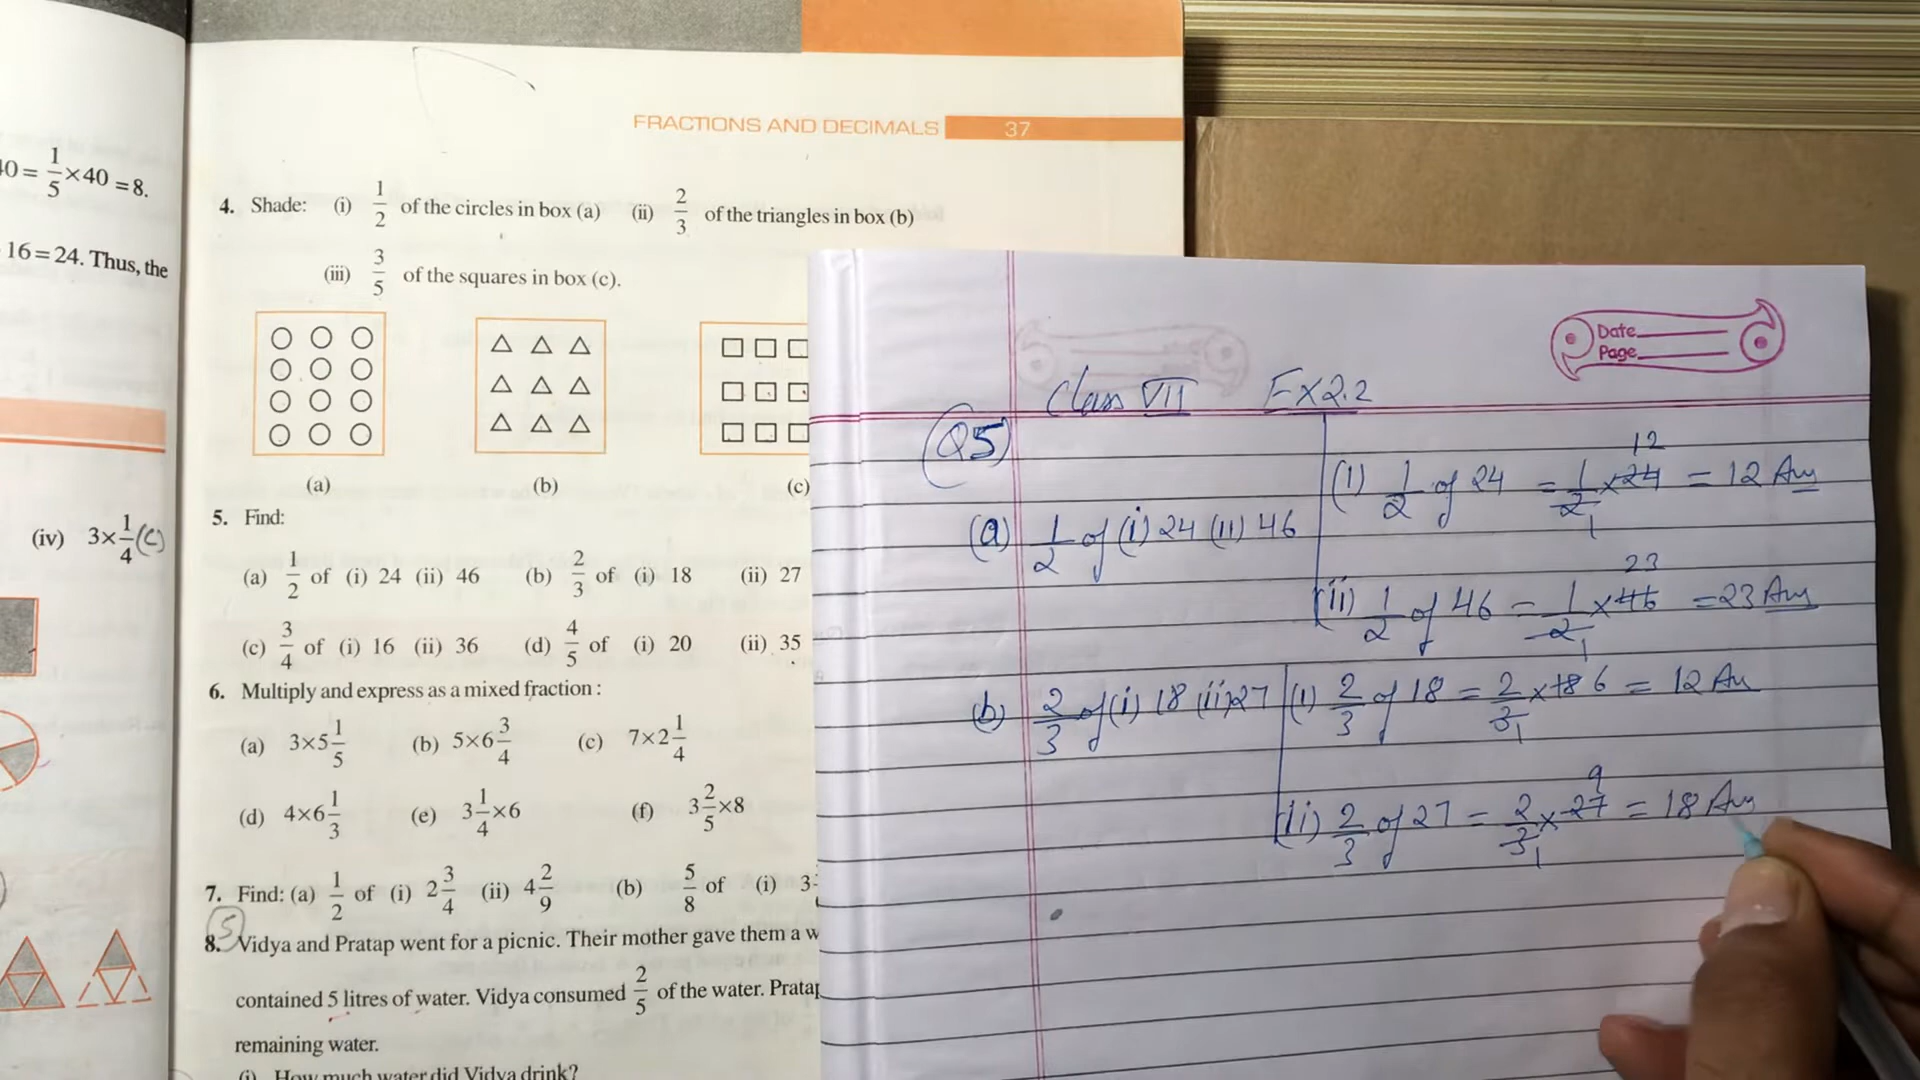 FRACTIONS AND DECIMALS 37
0 = 1/5 × 40 = 8.
16 = 24. Thus, the
(iv) 3 × 1/4 (c)
4. Shade: (i) 1/2 of the circles in box (a) (ii) 2/3 of the triangles in box (b)
(iii) 3/5 of the squares in box (c).
(a) (b) (c)
5. Find:
(a) 1/2 of (i) 24 (ii) 46 (b) 2/3 of (i) 18 (ii) 27
(c) 3/4 of (i) 16 (ii) 36 (d) 4/5 of (i) 20 (ii) 35
6. Multiply and express as a mixed fraction :
(a) 3 × 5 1/5 (b) 5 × 6 3/4 (c) 7 × 2 1/4
(d) 4 × 6 1/3 (e) 3 1/4 × 6 (f) 3 2/5 × 8
7. Find: (a) 1/2 of (i) 2 3/4 (ii) 4 2/9 (b) 5/8 of (i) 3
5
8. Vidya and Pratap went for a picnic. Their mother gave them a w
contained 5 litres of water. Vidya consumed 2/5 of the water. Pratap
remaining water.
(i) How much water did Vidya drink?
Date
Page
Class VII Ex 2.2
Q5)
(a) 1/2 of (i) 24 (ii) 46
(i) 1/2 of 24 = 1/2 1 × 24 12 = 12 Ans
(ii) 1/2 of 46 = 1/2 1 × 46 23 = 23 Ans
(b) 2/3 of (i) 18 (ii) 27
(i) 2/3 of 18 = 2/3 1 × 18 6 = 12 An
(ii) 2/3 of 27 = 2/3 1 × 27 9 = 18 Ans